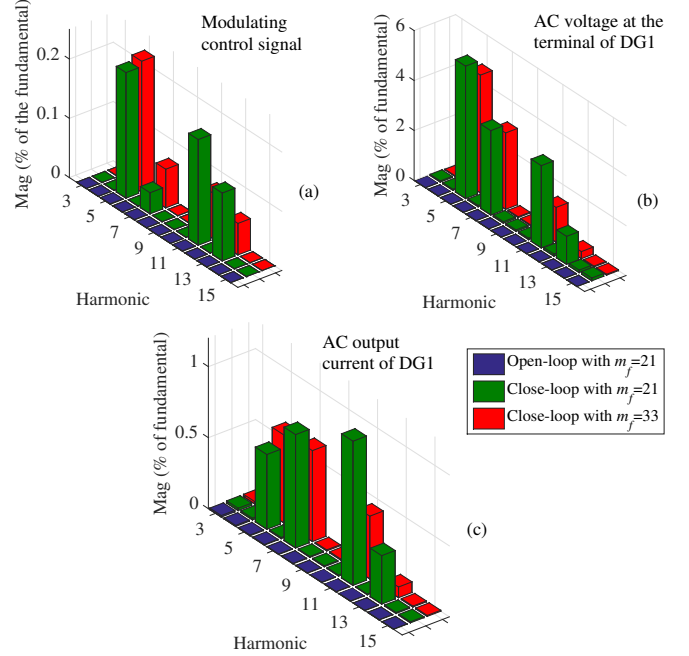 Modulating
control signal
Mag (% of the fundamental)
0.2
0.1
0
3
5
7
9
11
13
15
Harmonic
(a)
AC voltage at the
terminal of DG1
Mag (% of fundamental)
6
4
2
0
3
5
7
9
11
13
15
Harmonic
(b)
AC output
current of DG1
Mag (% of fundamental)
1
0.5
0
3
5
7
9
11
13
15
Harmonic
(c)
Open-loop with m_f=21
Close-loop with m_f=21
Close-loop with m_f=33